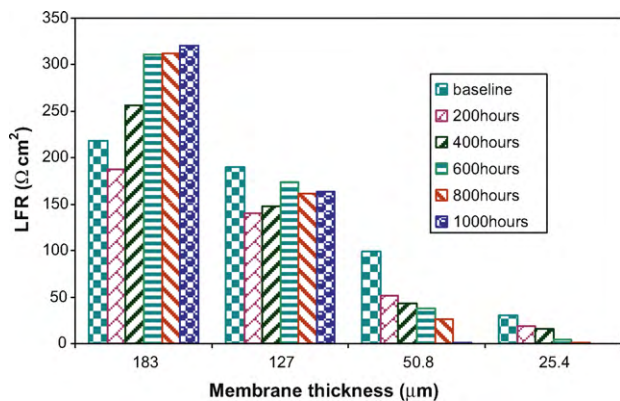 350
300
250
200
150
100
50
0
LFR (Ω cm²)
baseline
200hours
400hours
600hours
800hours
1000hours
183 127 50.8 25.4
Membrane thickness (μm)